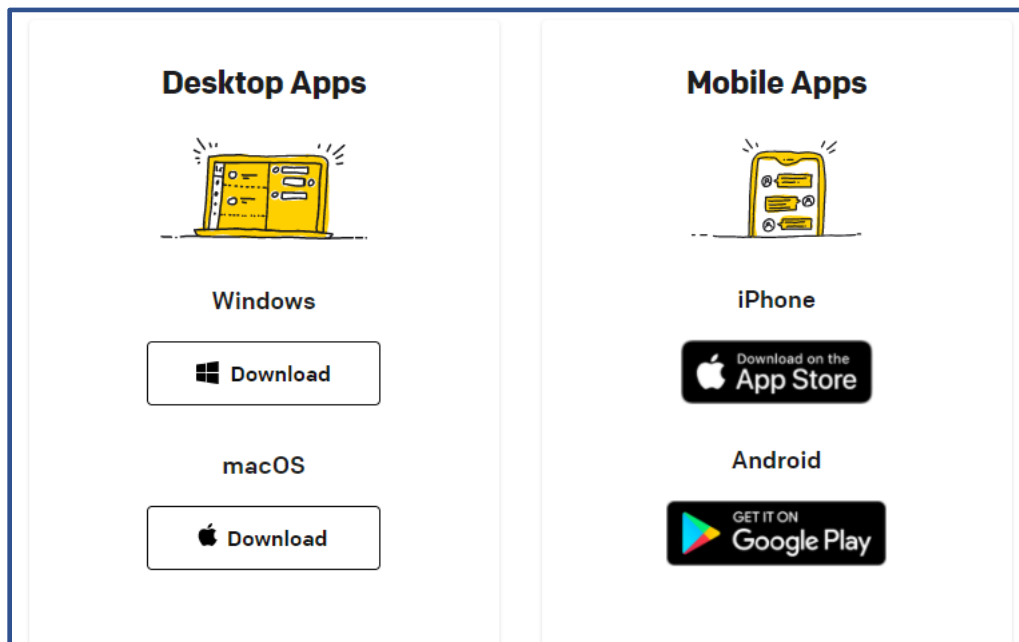 Desktop Apps
Windows
Download
macOS
Download
Mobile Apps
iPhone
Download on the
App Store
Android
GET IT ON
Google Play